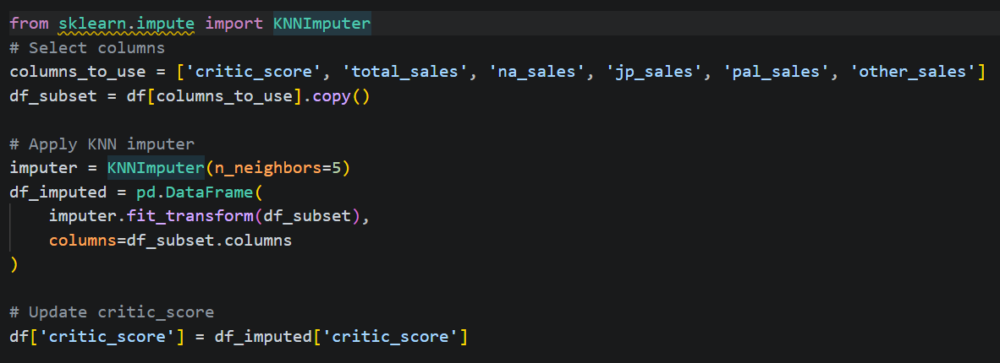 from sklearn.impute import KNNImputer
# Select columns
columns_to_use = ['critic_score', 'total_sales', 'na_sales', 'jp_sales', 'pal_sales', 'other_sales']
df_subset = df[columns_to_use].copy()

# Apply KNN imputer
imputer = KNNImputer(n_neighbors=5)
df_imputed = pd.DataFrame(
    imputer.fit_transform(df_subset),
    columns=df_subset.columns
)

# Update critic_score
df['critic_score'] = df_imputed['critic_score']